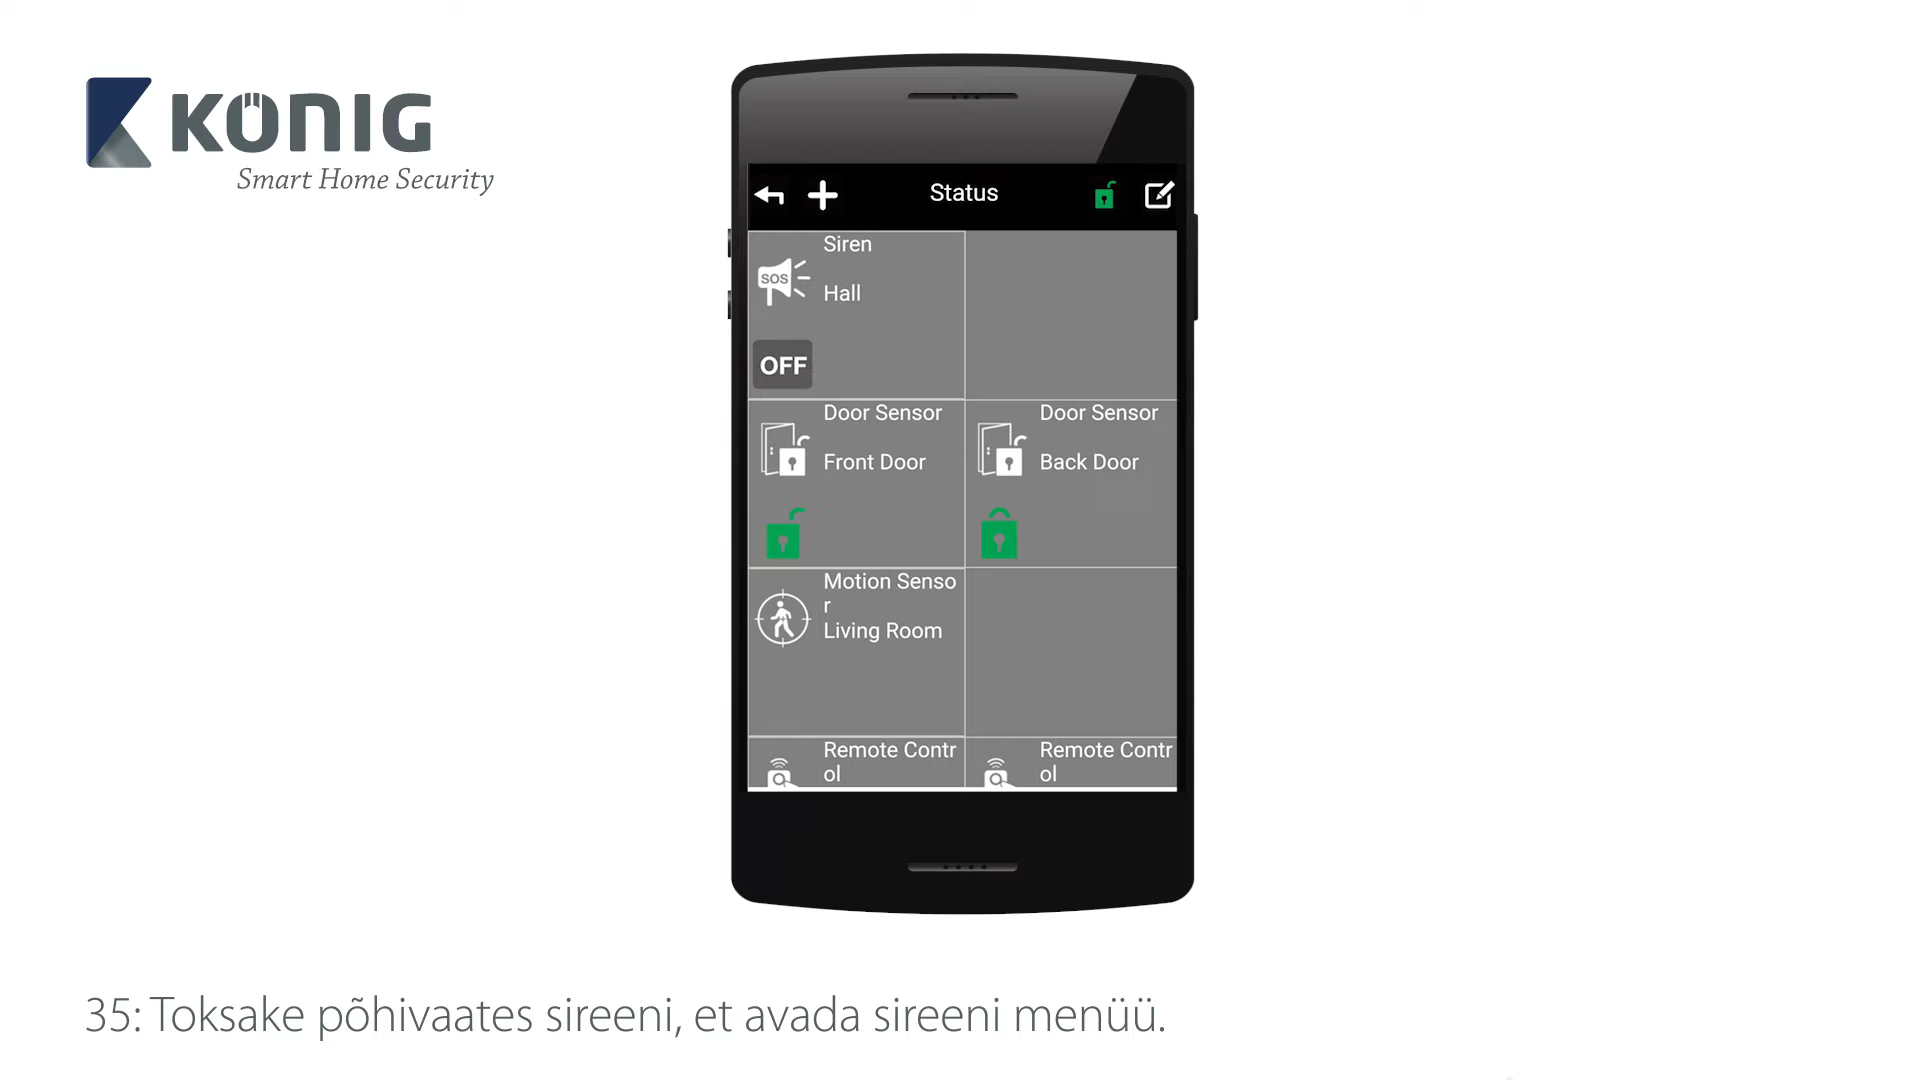 KÖNIG
Smart Home Security
Status
Siren
SOS
Hall
OFF
Door Sensor
Front Door
Door Sensor
Back Door
Motion Senso
r
Living Room
Remote Contr
ol
Remote Contr
ol
35: Toksake põhivaates sireeni, et avada sireeni menüü.